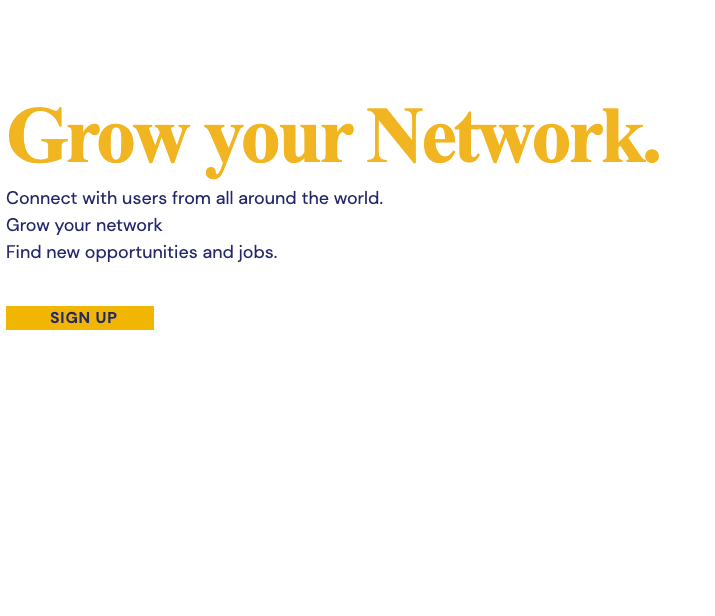 Grow your Network.
Connect with users from all around the world.
Grow your network
Find new opportunities and jobs.
SIGN UP